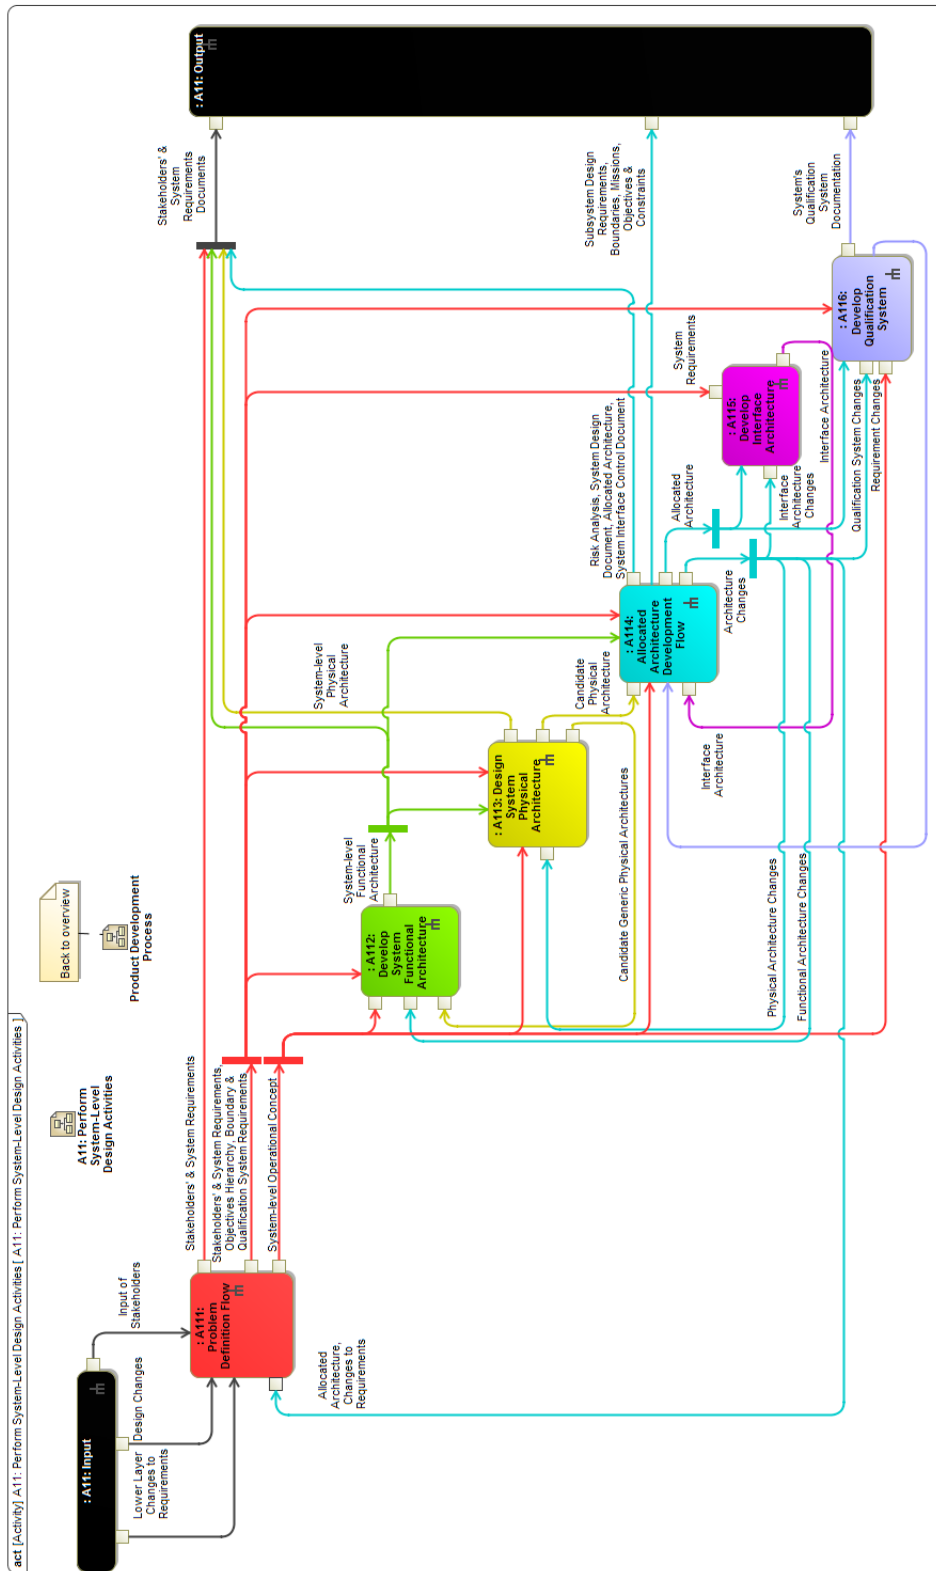 act [Activity] A11: Perform System-Level Design Activities [ A11: Perform System-Level Design Activities ]
A11: Perform
System-Level
Design Activities
Back to overview
Product Development
Process
: A11: Input
Input of
Stakeholders
Design Changes
Lower Layer
Changes to
Requirements
: A111:
Problem
Definition Flow
Allocated
Architecture,
Changes to
Requirements
Stakeholders' & System Requirements
Stakeholders' & System Requirements,
Objectives Hierarchy, Boundary &
Qualification System Requirements
System-level Operational Concept
: A112:
Develop
System
Functional
Architecture
System-level
Functional
Architecture
: A113: Design
System
Physical
Architecture
System-level
Physical
Architecture
Candidate
Physical
Architecture
Candidate Generic Physical Architectures
: A114:
Allocated
Architecture
Development
Flow
Interface
Architecture
Physical Architecture Changes
Functional Architecture Changes
Risk Analysis, System Design
Document, Allocated Architecture,
System Interface Control Document
Allocated
Architecture
Architecture
Changes
: A115:
Develop
Interface
Architecture
System
Requirements
Interface
Architecture
Changes
Interface Architecture
Qualification System Changes
Requirement Changes
: A116:
Develop
Qualification
System
Stakeholders' &
System
Requirements
Documents
Subsystem Design
Requirements,
Boundaries, Missions,
Objectives &
Constraints
System's
Qualification
System
Documentation
: A11: Output